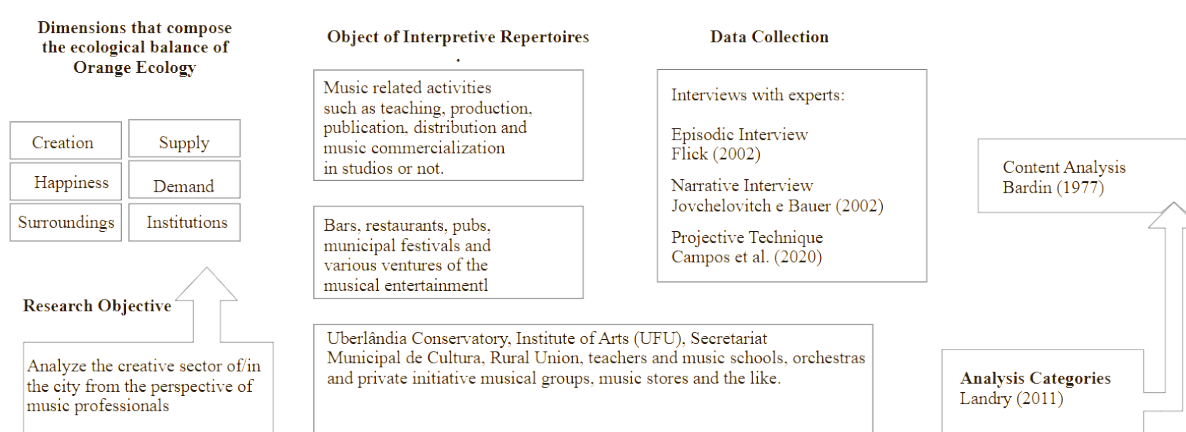 Dimensions that compose
the ecological balance of
Orange Ecology
Creation
Supply
Happiness
Demand
Surroundings
Institutions
Research Objective
Analyze the creative sector of/in
the city from the perspective of
music professionals
Object of Interpretive Repertoires
.
Music related activities
such as teaching, production,
publication, distribution and
music commercialization
in studios or not.
Bars, restaurants, pubs,
municipal festivals and
various ventures of the
musical entertainmentl
Uberlândia Conservatory, Institute of Arts (UFU), Secretariat
Municipal de Cultura, Rural Union, teachers and music schools, orchestras
and private initiative musical groups, music stores and the like.
Data Collection
Interviews with experts:
Episodic Interview
Flick (2002)
Narrative Interview
Jovchelovitch e Bauer (2002)
Projective Technique
Campos et al. (2020)
Content Analysis
Bardin (1977)
Analysis Categories
Landry (2011)